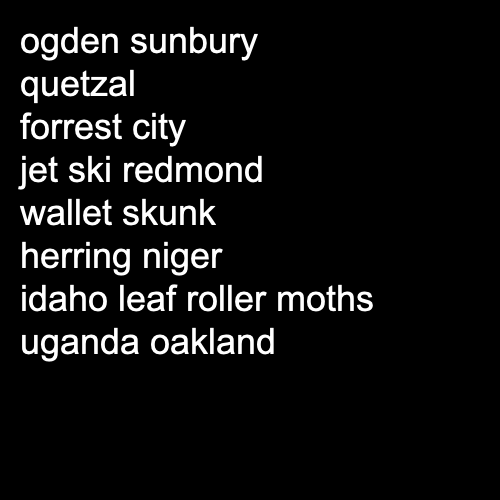 ogden sunbury
quetzal
forrest city
jet ski redmond
wallet skunk
herring niger
idaho leaf roller moths
uganda oakland